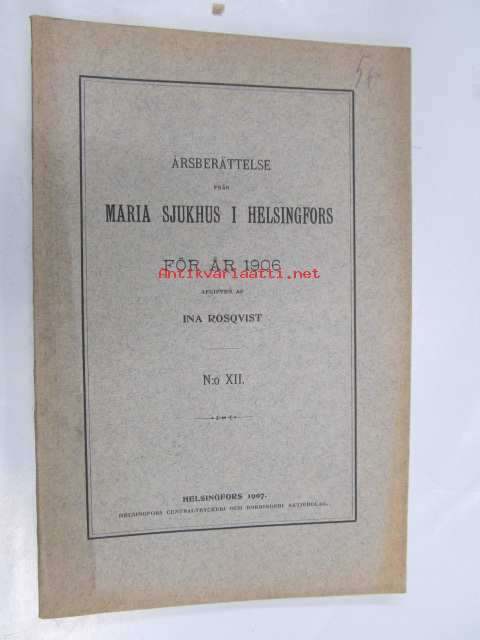 ÅRSBERÄTTELSE
FRÅN
MARIA SJUKHUS I HELSINGFORS
FÖR ÅR 1906
Antikvariaatti.net
AFGIFVEN AF
INA ROSQVIST
N:o XII.
HELSINGFORS 1907.
HELSINGFORS CENTRALTRYCKERI OCH BOKBINDERI AKTIEBOLAG.